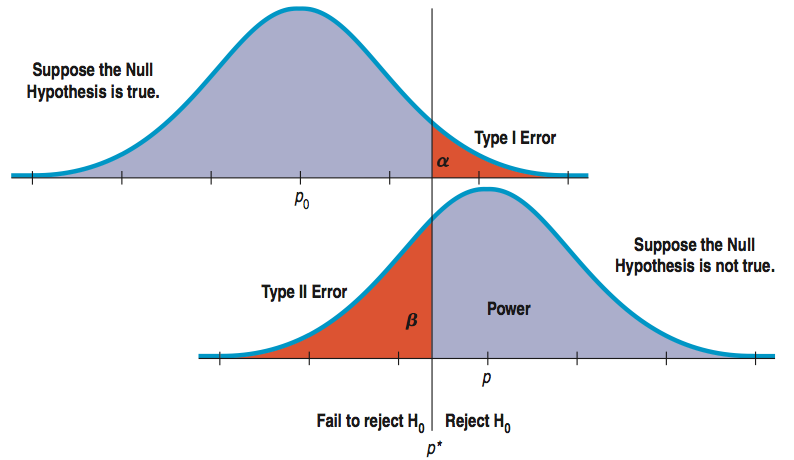 Suppose the Null
Hypothesis is true.
Type I Error
α
p₀
Suppose the Null
Hypothesis is not true.
Type II Error
β
Power
p
Fail to reject H₀
Reject H₀
p*